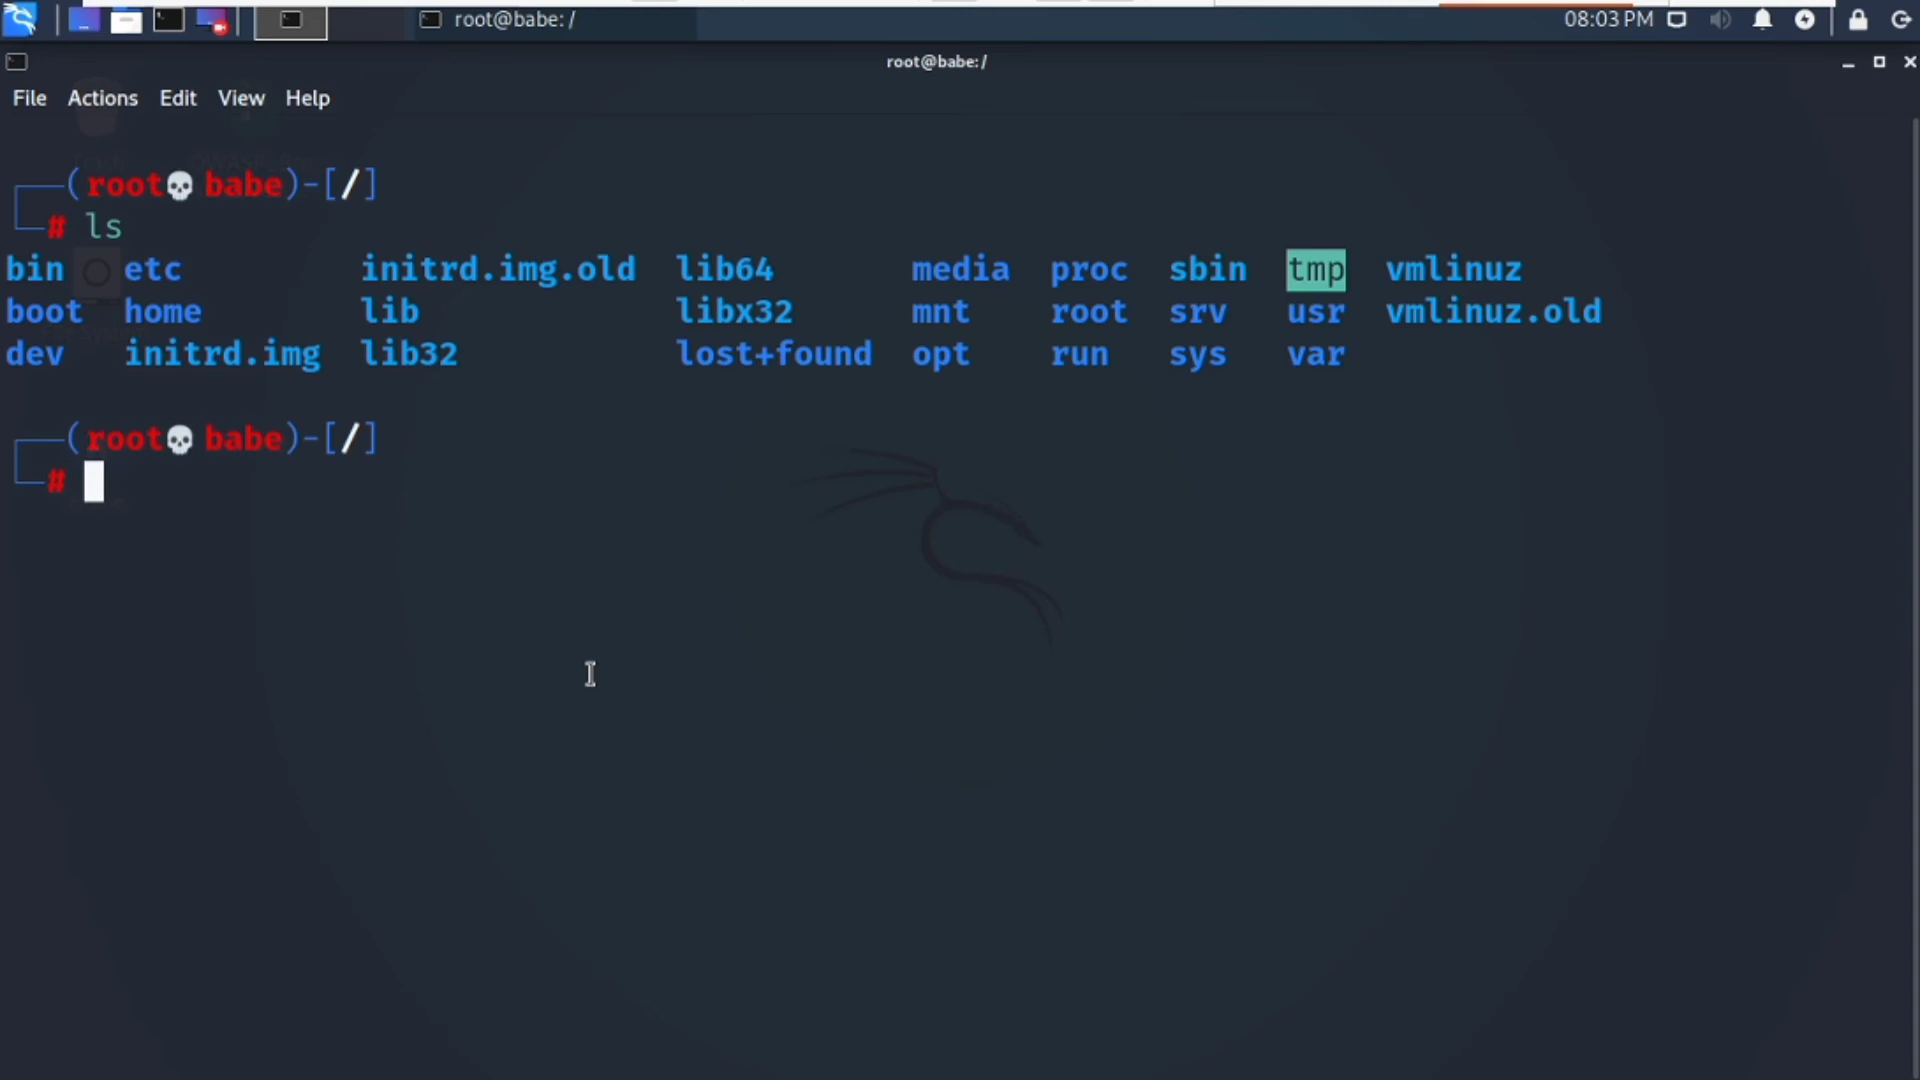 root@babe: /
08:03 PM
root@babe: /
File Actions Edit View Help
┌──(root💀babe)-[/]
└─# ls
bin etc initrd.img.old lib64 media proc sbin tmp vmlinuz
boot home lib libx32 mnt root srv usr vmlinuz.old
dev initrd.img lib32 lost+found opt run sys var
┌──(root💀babe)-[/]
└─#